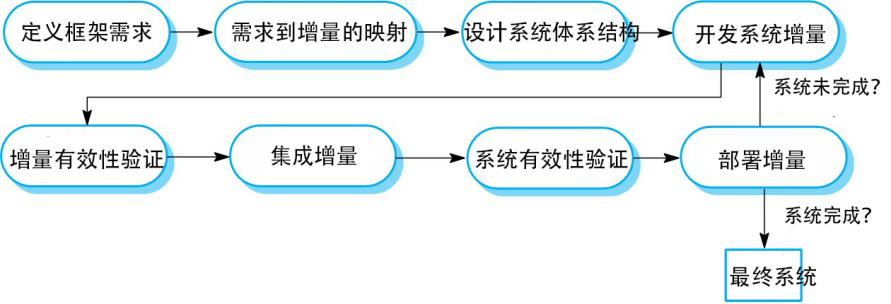 定义框架需求
需求到增量的映射
设计系统体系结构
开发系统增量
系统未完成?
增量有效性验证
集成增量
系统有效性验证
部署增量
系统完成?
最终系统